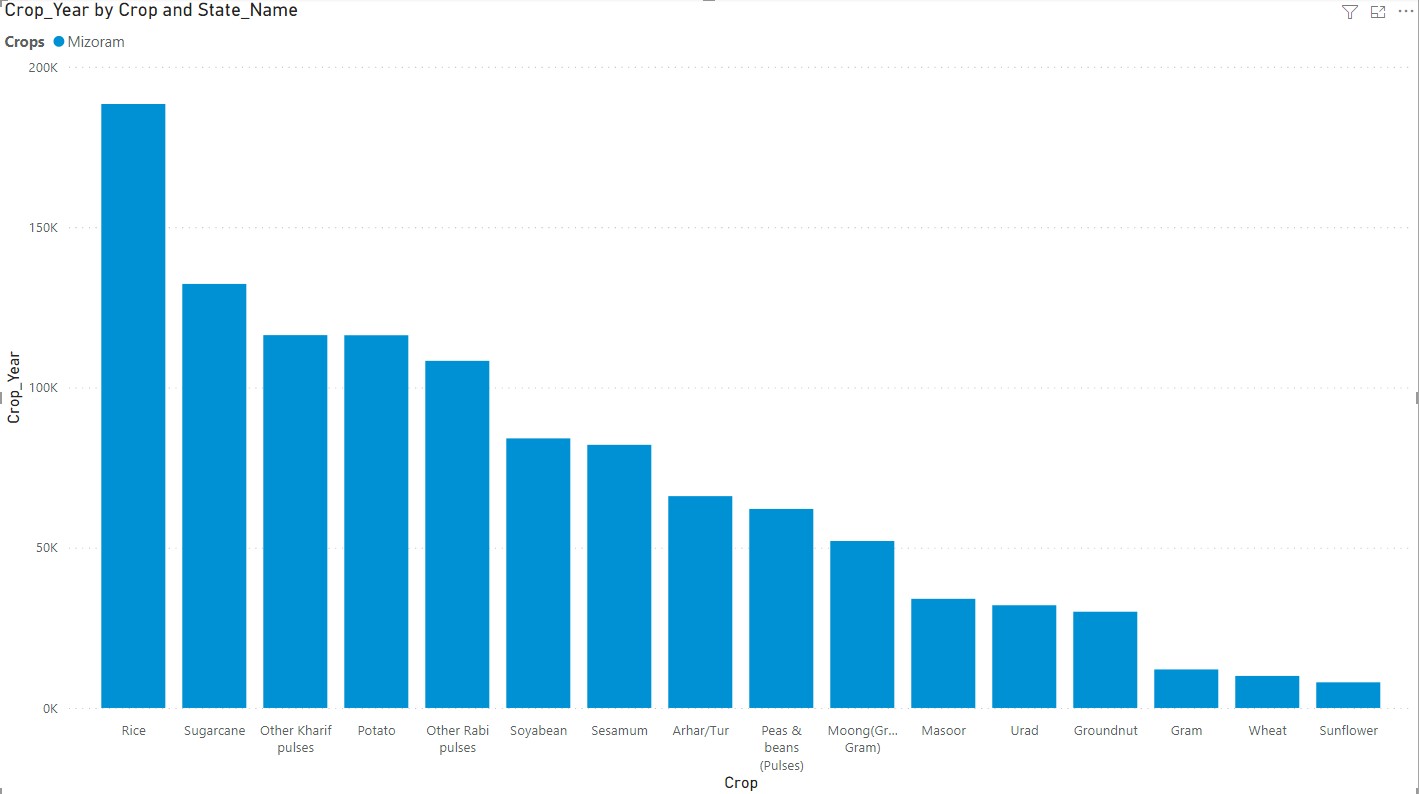 Crop_Year by Crop and State_Name
Crops Mizoram
200K
150K
100K
50K
0K
Crop_Year
Rice
Sugarcane
Other Kharif
pulses
Potato
Other Rabi
pulses
Soyabean
Sesamum
Arhar/Tur
Peas &
beans
(Pulses)
Moong(Gr...
Gram)
Masoor
Urad
Groundnut
Gram
Wheat
Sunflower
Crop